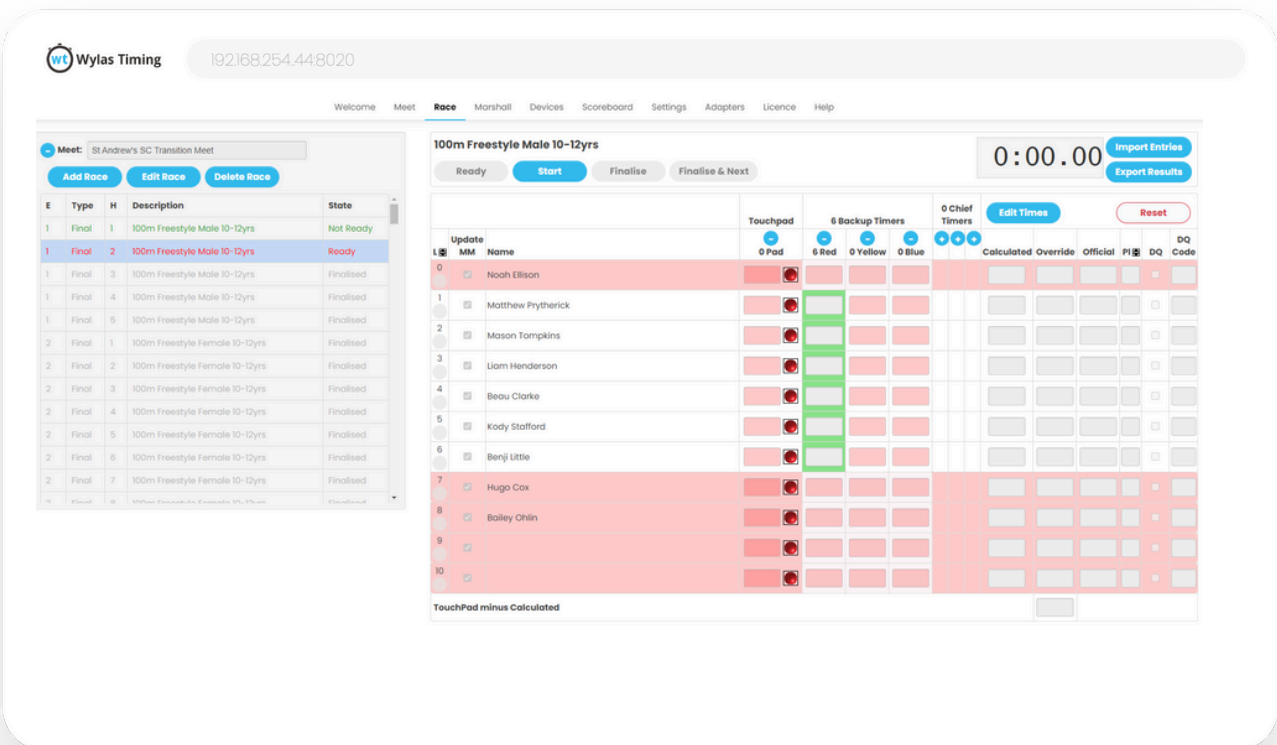 wt Wylas Timing
192.168.254.44:8020
Welcome Meet Race Marshall Devices Scoreboard Settings Adapters Licence Help
Meet: St Andrew's SC Transition Meet
Add Race Edit Race Delete Race
E Type H Description State
1 Final 1 100m Freestyle Male 10-12yrs Not Ready
1 Final 2 100m Freestyle Male 10-12yrs Ready
1 Final 3 100m Freestyle Male 10-12yrs Finalised
1 Final 4 100m Freestyle Male 10-12yrs Finalised
1 Final 5 100m Freestyle Male 10-12yrs Finalised
2 Final 1 100m Freestyle Female 10-12yrs Finalised
2 Final 2 100m Freestyle Female 10-12yrs Finalised
2 Final 3 100m Freestyle Female 10-12yrs Finalised
2 Final 4 100m Freestyle Female 10-12yrs Finalised
2 Final 5 100m Freestyle Female 10-12yrs Finalised
2 Final 6 100m Freestyle Female 10-12yrs Finalised
2 Final 7 100m Freestyle Female 10-12yrs Finalised
2 Final 8 100m Freestyle Female 10-12yrs Finalised
100m Freestyle Male 10-12yrs
Ready Start Finalise Finalise & Next
0:00.00
Import Entries
Export Results
Touchpad 6 Backup Timers 0 Chief Timers Edit Times Reset
L Update MM Name 0 Pad 6 Red 0 Yellow 0 Blue Calculated Override Official Pl DQ DQ Code
0 Noah Ellison
1 Matthew Prytherick
2 Mason Tompkins
3 Liam Henderson
4 Beau Clarke
5 Kody Stafford
6 Benji Little
7 Hugo Cox
8 Bailey Ohlin
9
10
TouchPad minus Calculated